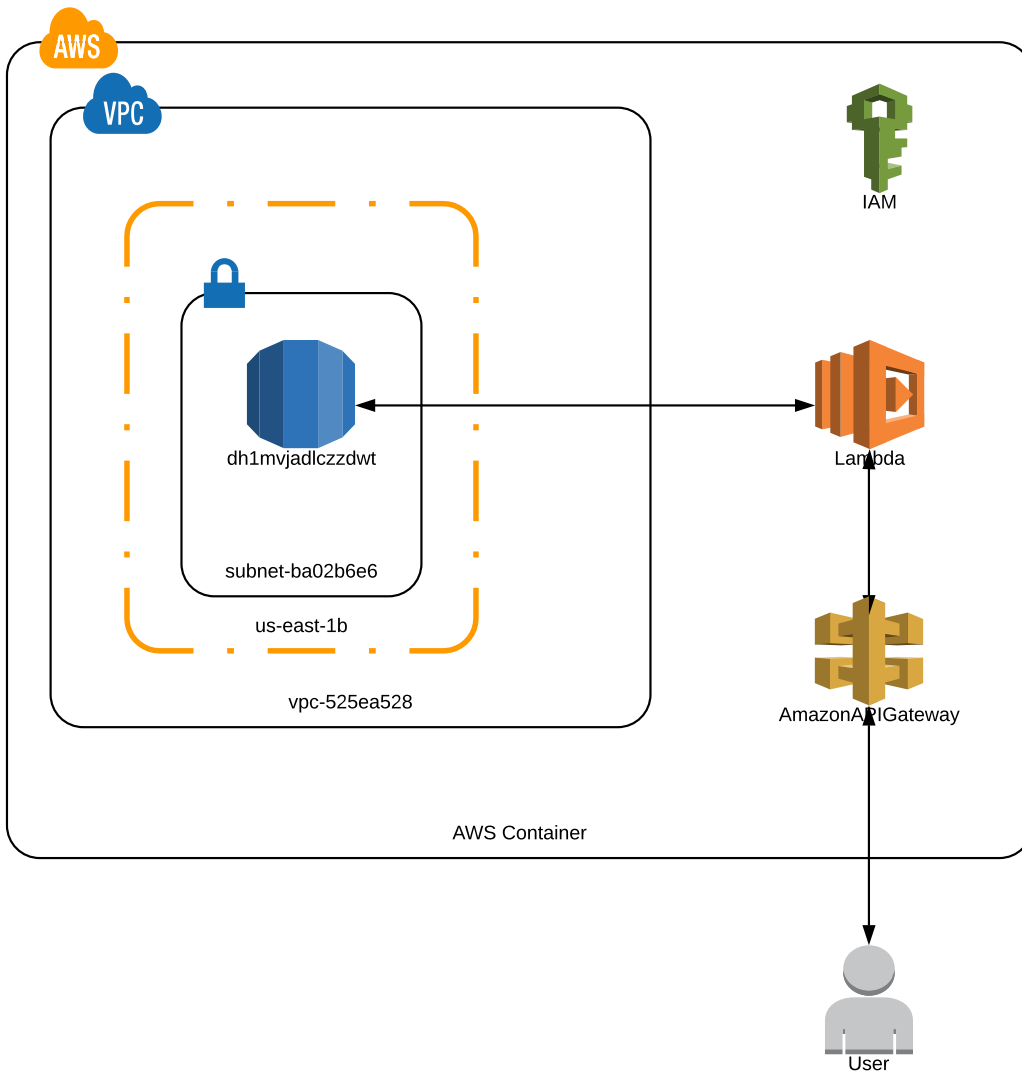 AWS
VPC
IAM
dh1mvjadlczzdwt
Lambda
subnet-ba02b6e6
us-east-1b
vpc-525ea528
AmazonAPIGateway
AWS Container
User